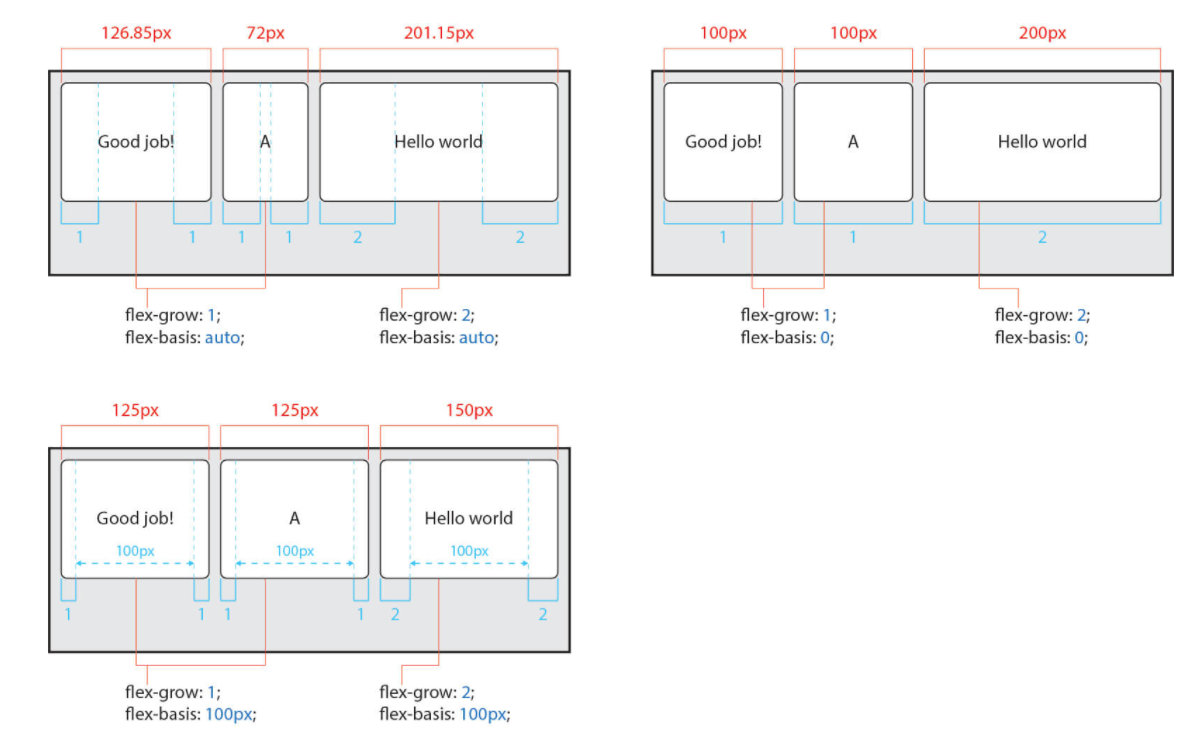 126.85px 72px 201.15px
Good job! A Hello world
1 1 1 1 2 2
flex-grow: 1; flex-grow: 2;
flex-basis: auto; flex-basis: auto;
100px 100px 200px
Good job! A Hello world
1 1 2
flex-grow: 1; flex-grow: 2;
flex-basis: 0; flex-basis: 0;
125px 125px 150px
Good job! A Hello world
100px 100px 100px
1 1 1 1 2 2
flex-grow: 1; flex-grow: 2;
flex-basis: 100px; flex-basis: 100px;